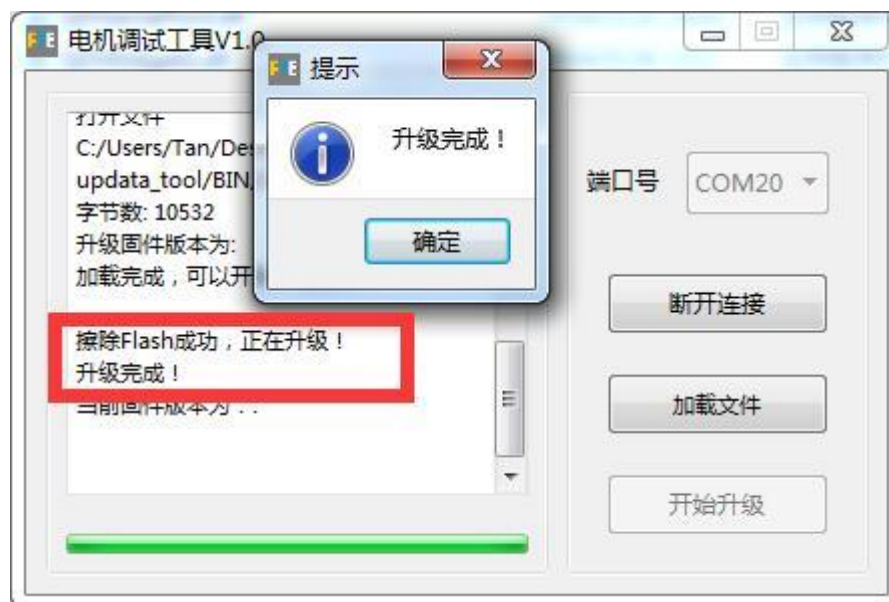 电机调试工具V1.0
提示
升级完成！
确定
打开文件
C:/Users/Tan/De
updata_tool/BIN
字节数: 10532
升级固件版本为:
加载完成，可以开
擦除Flash成功，正在升级！
升级完成！
当前固件版本为：.
端口号
COM20
断开连接
加载文件
开始升级